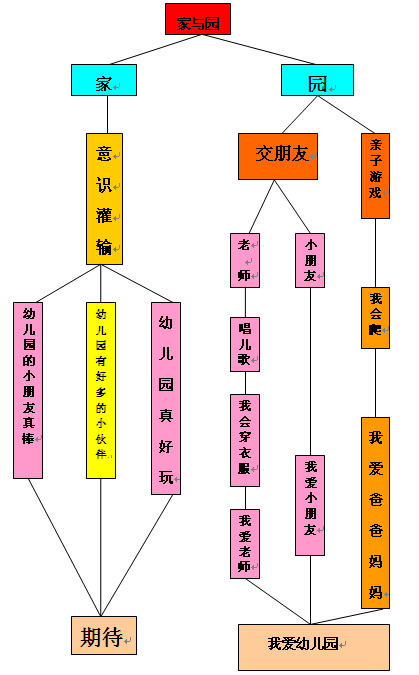 家与园
家
园
意识灌输
交朋友
亲子游戏
老师
小朋友
幼儿园的小朋友真棒
幼儿园有好多的小伙伴
幼儿园真好玩
唱儿歌
我会爬
我会穿衣服
我爱小朋友
我爱爸爸妈妈
我爱老师
期待
我爱幼儿园